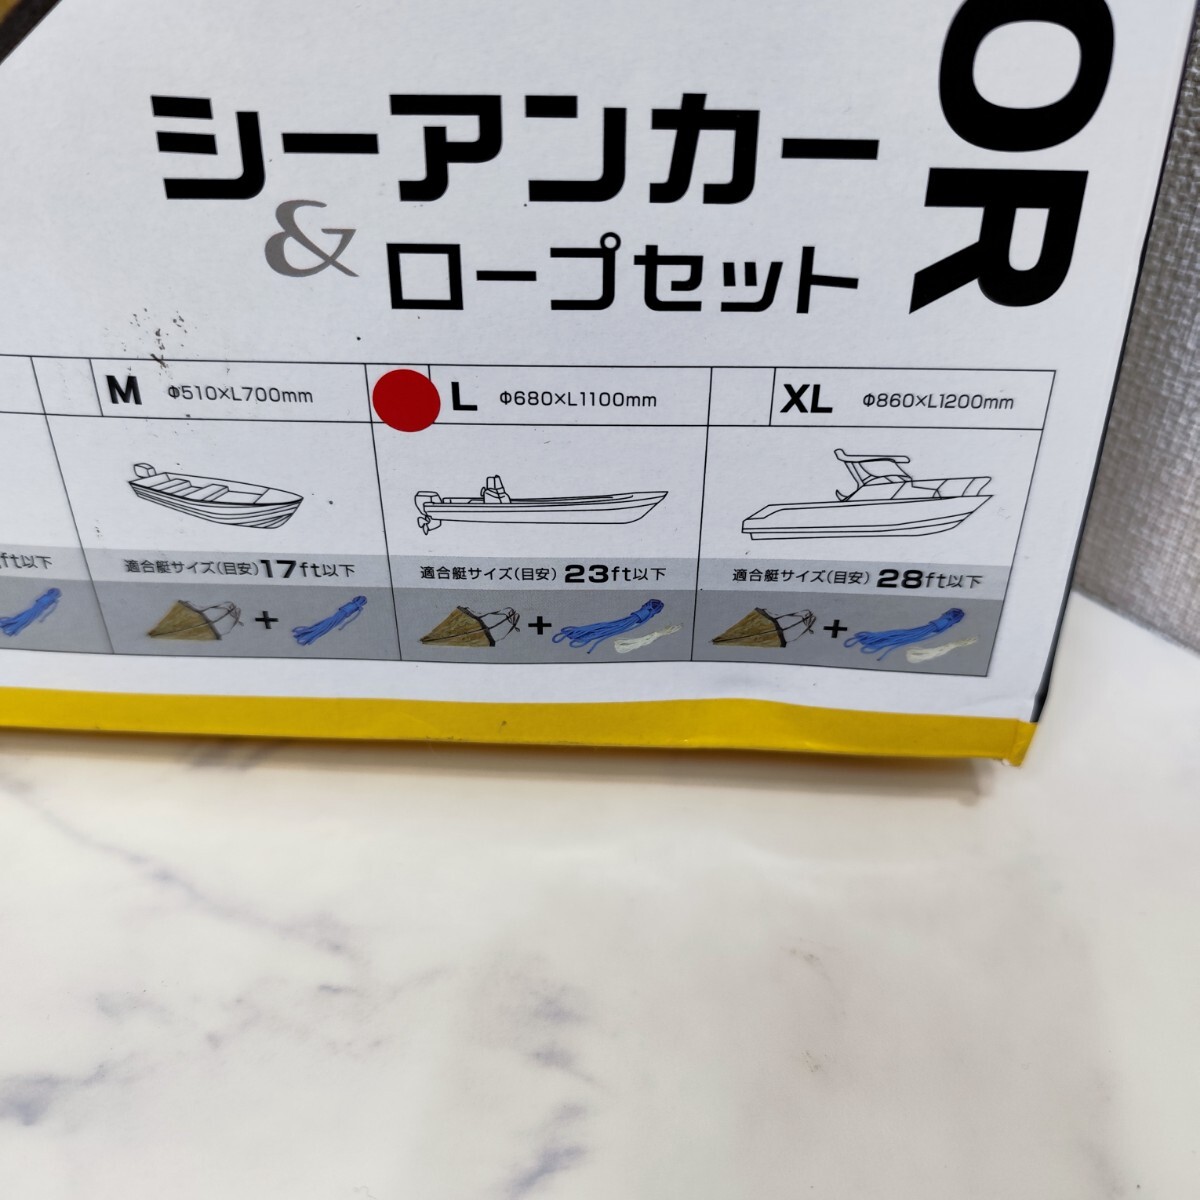 OR
シーアンカー
&ロープセット
M Φ510×L700mm
L Φ680×L1100mm
XL Φ860×L1200mm
ft以下
適合艇サイズ(目安)17ft以下
適合艇サイズ(目安)23ft以下
適合艇サイズ(目安)28ft以下
+
+
+